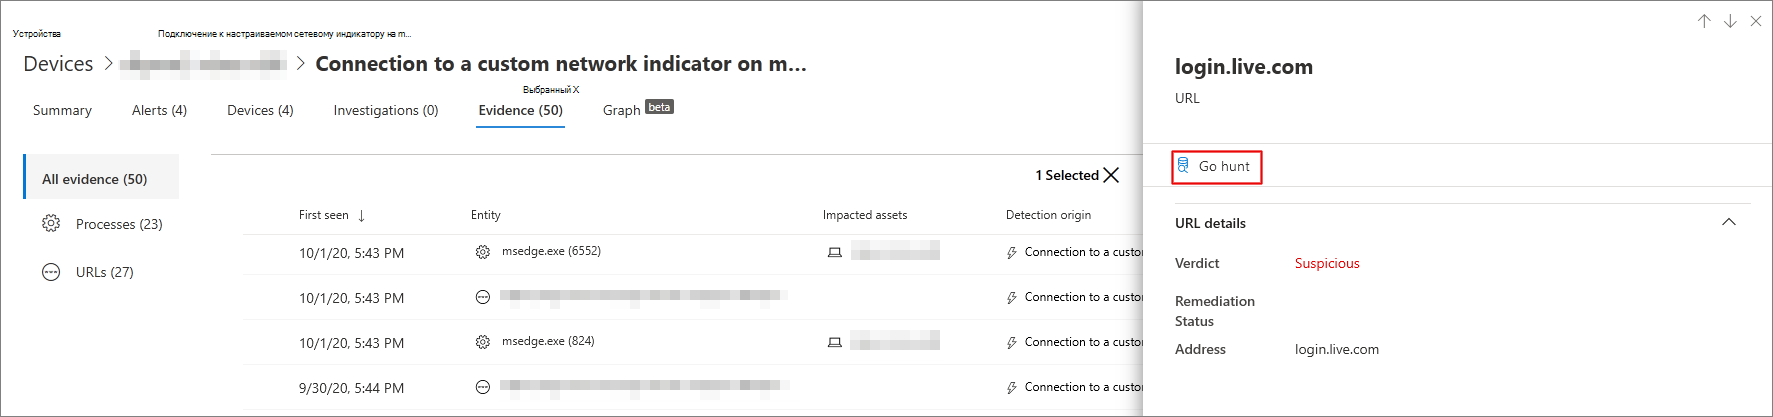 Устройства
Подключение к настраиваемом сетевому индикатору на m...
Devices
Connection to a custom network indicator on m...
Выбранный X
Summary
Alerts (4)
Devices (4)
Investigations (0)
Evidence (50)
Graph beta
All evidence (50)
Processes (23)
URLs (27)
1 Selected
First seen ↓
Entity
Impacted assets
Detection origin
10/1/20, 5:43 PM
msedge.exe (6552)
Connection to a custo
10/1/20, 5:43 PM
Connection to a custo
10/1/20, 5:43 PM
msedge.exe (824)
Connection to a custo
9/30/20, 5:44 PM
Connection to a custo
login.live.com
URL
Go hunt
URL details
Verdict
Suspicious
Remediation
Status
Address
login.live.com